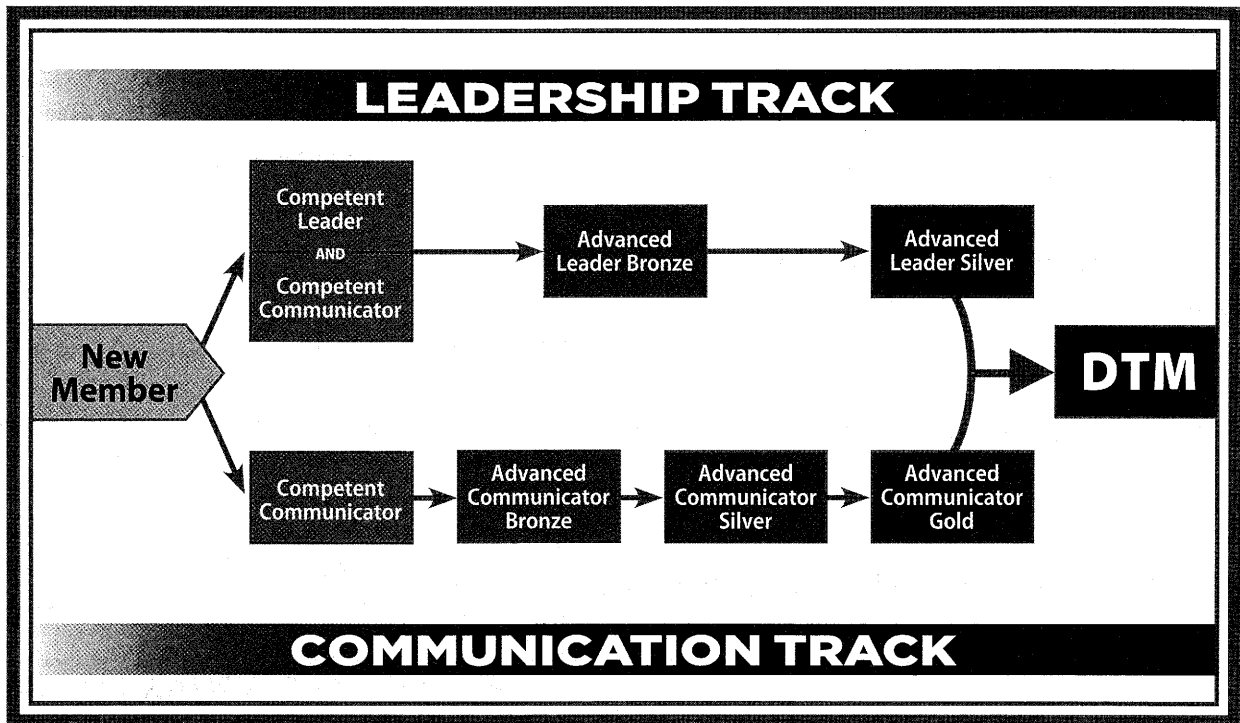 LEADERSHIP TRACK
Competent
Leader
AND
Competent
Communicator
Advanced
Leader Bronze
Advanced
Leader Silver
New
Member
DTM
Competent
Communicator
Advanced
Communicator
Bronze
Advanced
Communicator
Silver
Advanced
Communicator
Gold
COMMUNICATION TRACK